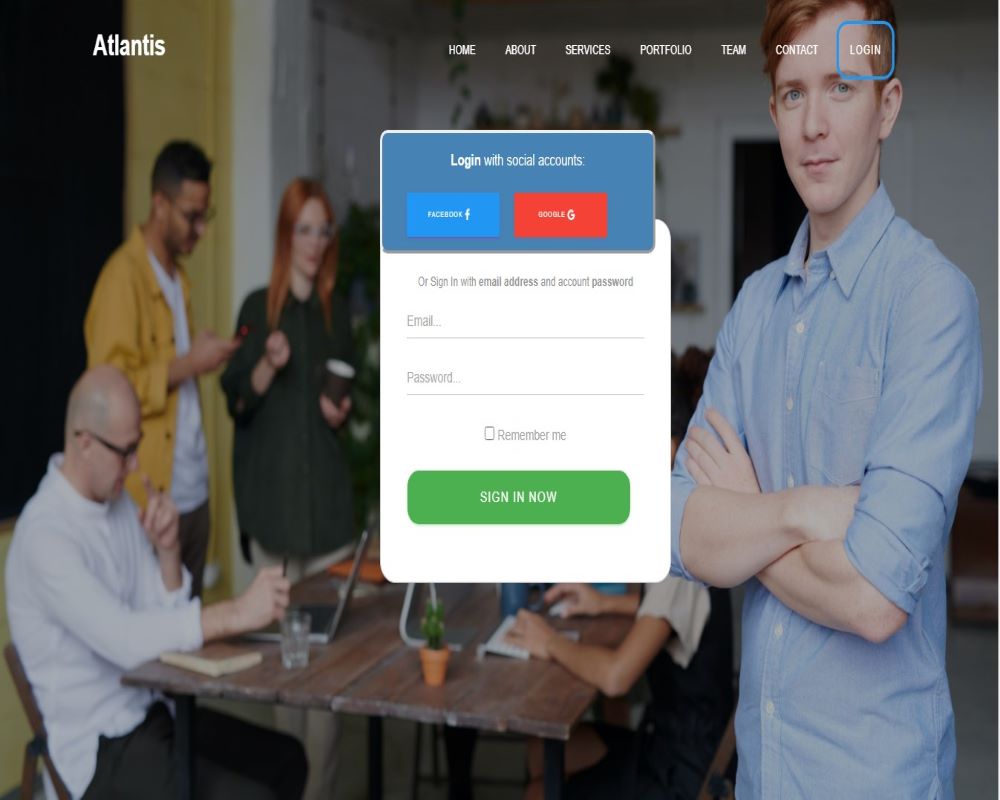 Atlantis
HOME ABOUT SERVICES PORTFOLIO TEAM CONTACT LOGIN
Login with social accounts:
FACEBOOK GOOGLE
Or Sign In with email address and account password
Email...
Password...
Remember me
SIGN IN NOW